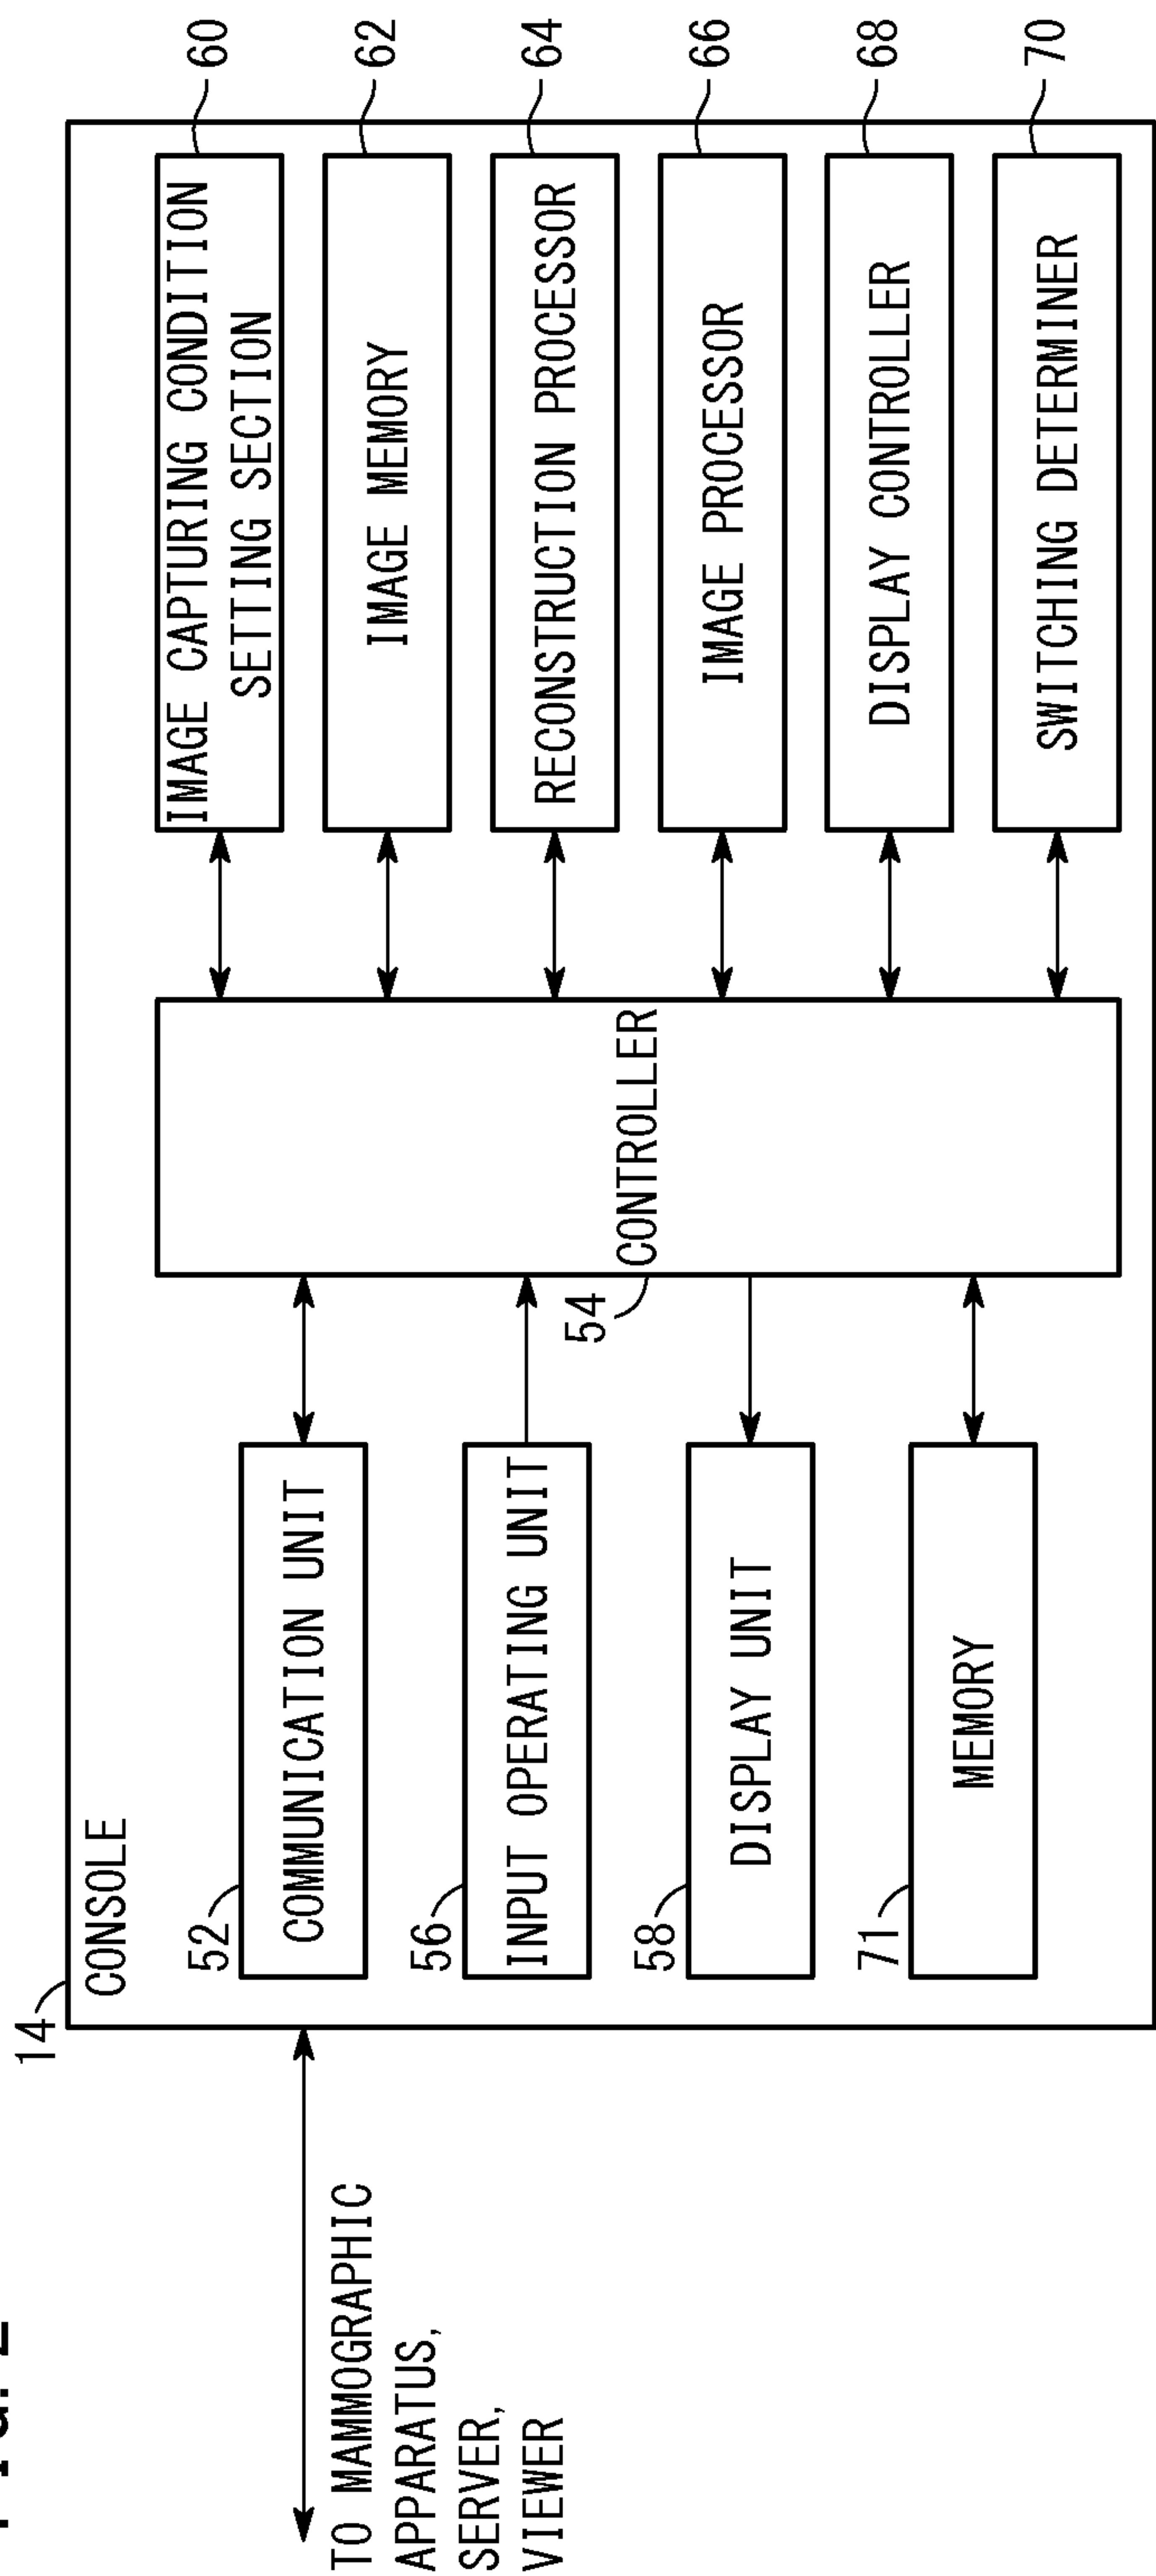 14
CONSOLE
52
COMMUNICATION UNIT
56
INPUT OPERATING UNIT
58
DISPLAY UNIT
71
MEMORY
54
CONTROLLER
IMAGE CAPTURING CONDITION
SETTING SECTION
60
IMAGE MEMORY
62
RECONSTRUCTION PROCESSOR
64
IMAGE PROCESSOR
66
DISPLAY CONTROLLER
68
SWITCHING DETERMINER
70
TO MAMMOGRAPHIC
APPARATUS,
SERVER,
VIEWER